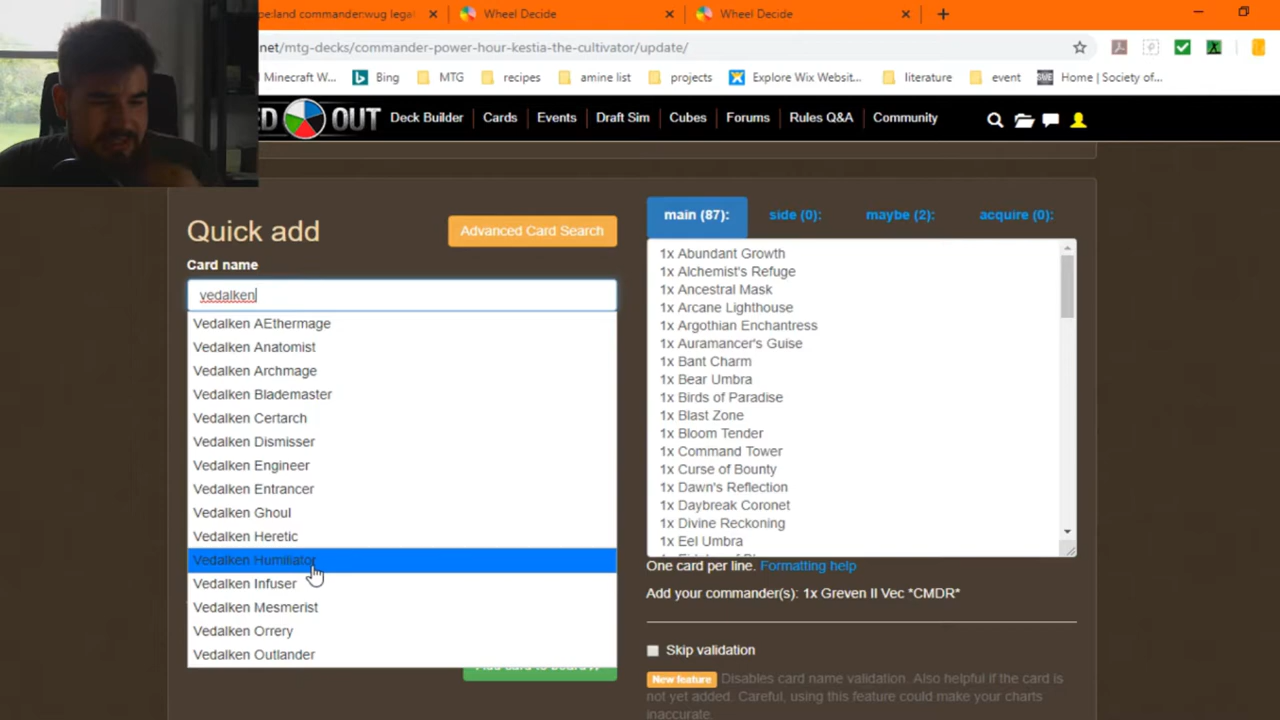 pe:land commander:wug legal
Wheel Decide
Wheel Decide
net/mtg-decks/commander-power-hour-kestia-the-cultivator/update/
Minecraft W...
Bing
MTG
recipes
amine list
projects
Explore Wix Websit...
literature
event
Home | Society of...
ED OUT
Deck Builder
Cards
Events
Draft Sim
Cubes
Forums
Rules Q&A
Community
Quick add
Advanced Card Search
Card name
vedalken
Vedalken AEthermage
Vedalken Anatomist
Vedalken Archmage
Vedalken Blademaster
Vedalken Certarch
Vedalken Dismisser
Vedalken Engineer
Vedalken Entrancer
Vedalken Ghoul
Vedalken Heretic
Vedalken Humiliator
Vedalken Infuser
Vedalken Mesmerist
Vedalken Orrery
Vedalken Outlander
main (87):
side (0):
maybe (2):
acquire (0):
1x Abundant Growth
1x Alchemist's Refuge
1x Ancestral Mask
1x Arcane Lighthouse
1x Argothian Enchantress
1x Auramancer's Guise
1x Bant Charm
1x Bear Umbra
1x Birds of Paradise
1x Blast Zone
1x Bloom Tender
1x Command Tower
1x Curse of Bounty
1x Dawn's Reflection
1x Daybreak Coronet
1x Divine Reckoning
1x Eel Umbra
One card per line. Formatting help
Add your commander(s): 1x Greven Il Vec *CMDR*
Skip validation
New feature Disables card name validation. Also helpful if the card is
not yet added. Careful, using this feature could make your charts
inaccurate.